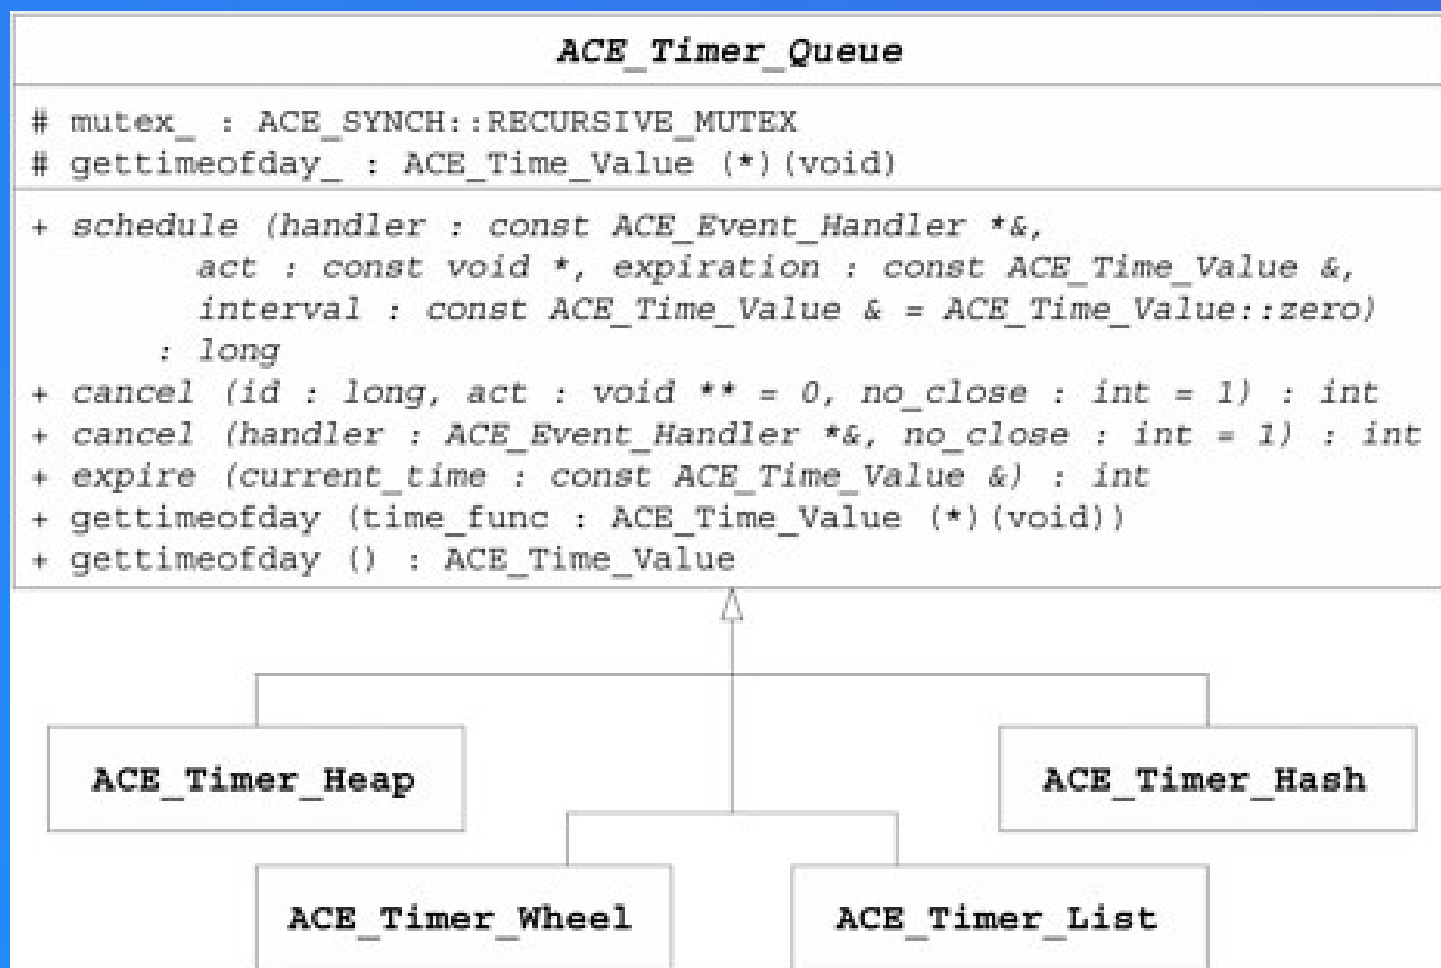 ACE_Timer_Queue
# mutex_ : ACE_SYNCH::RECURSIVE_MUTEX
# gettimeofday_ : ACE_Time_Value (*)(void)
+ schedule (handler : const ACE_Event_Handler *&,
act : const void *, expiration : const ACE_Time_Value &,
interval : const ACE_Time_Value & = ACE_Time_Value::zero)
: long
+ cancel (id : long, act : void ** = 0, no_close : int = 1) : int
+ cancel (handler : ACE_Event_Handler *&, no_close : int = 1) : int
+ expire (current_time : const ACE_Time_Value &) : int
+ gettimeofday (time_func : ACE_Time_Value (*)(void))
+ gettimeofday () : ACE_Time_Value
ACE_Timer_Heap
ACE_Timer_Hash
ACE_Timer_Wheel
ACE_Timer_List